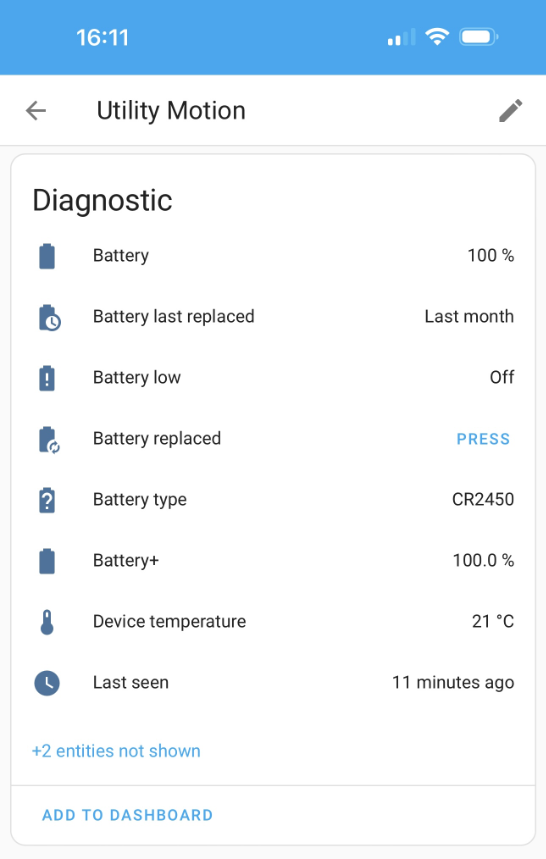 16:11
Utility Motion
Diagnostic
Battery 100 %
Battery last replaced Last month
Battery low Off
Battery replaced PRESS
Battery type CR2450
Battery+ 100.0 %
Device temperature 21 °C
Last seen 11 minutes ago
+2 entities not shown
ADD TO DASHBOARD